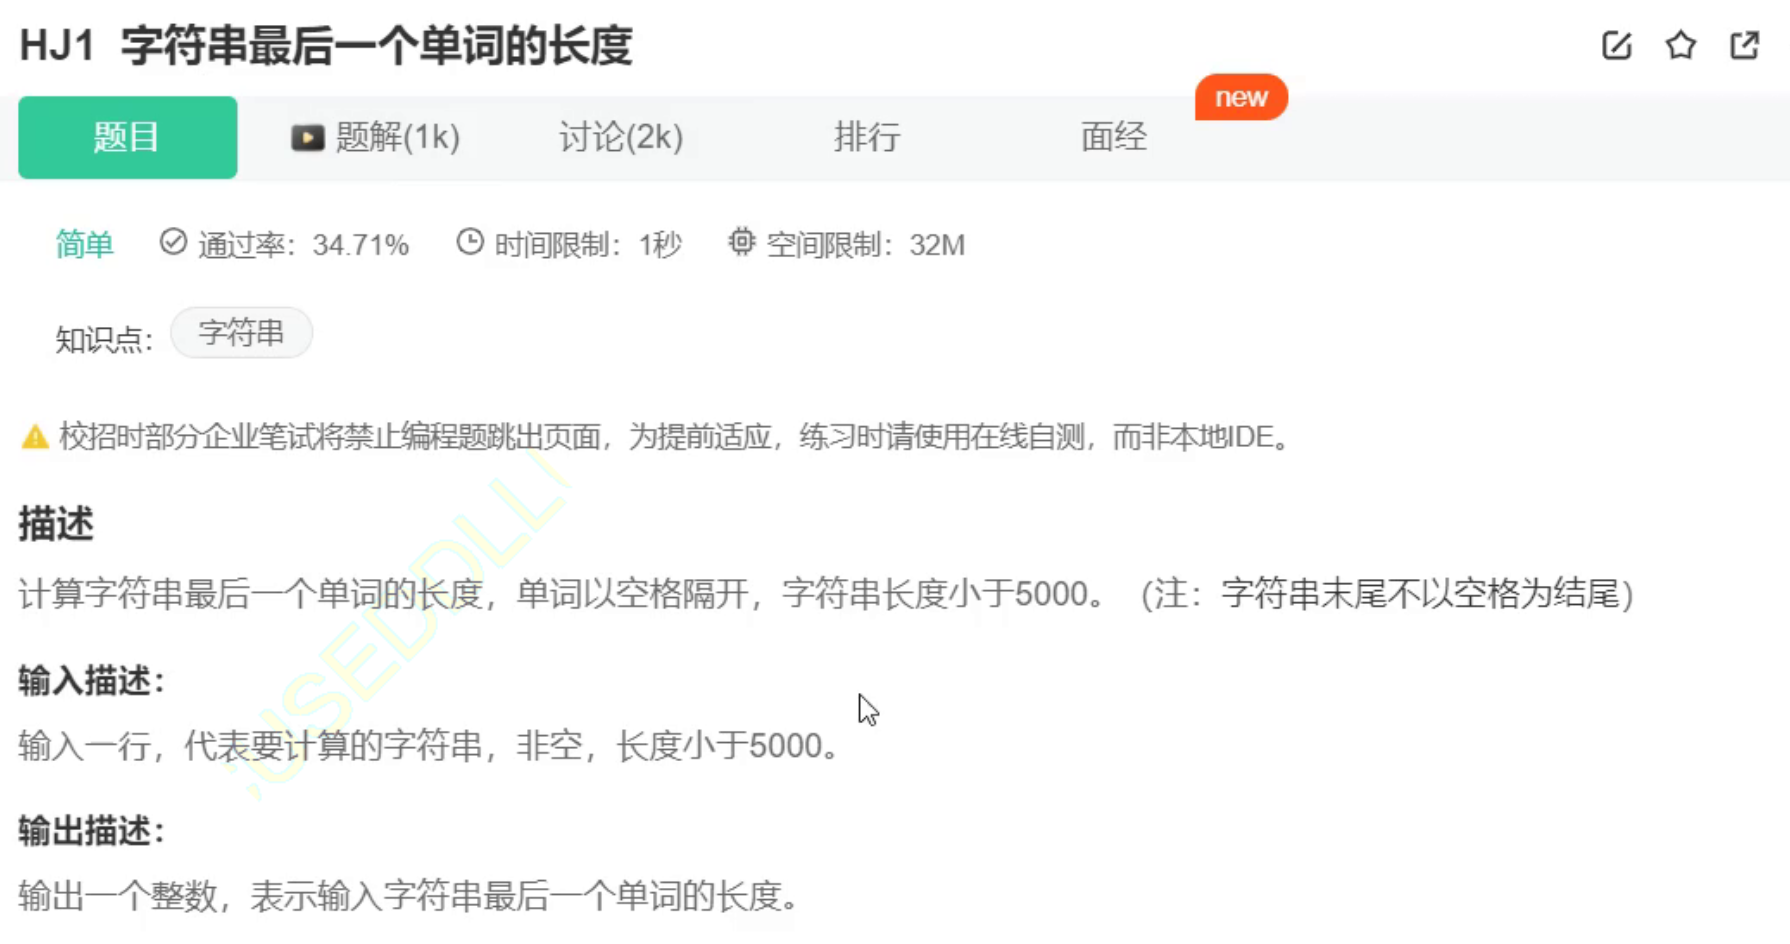 HJ1 字符串最后一个单词的长度
new
题目 题解(1k) 讨论(2k) 排行 面经
简单 通过率：34.71% 时间限制：1秒 空间限制：32M
知识点： 字符串
校招时部分企业笔试将禁止编程题跳出页面，为提前适应，练习时请使用在线自测，而非本地IDE。
描述
计算字符串最后一个单词的长度，单词以空格隔开，字符串长度小于5000。（注：字符串末尾不以空格为结尾）
输入描述：
输入一行，代表要计算的字符串，非空，长度小于5000。
输出描述：
输出一个整数，表示输入字符串最后一个单词的长度。